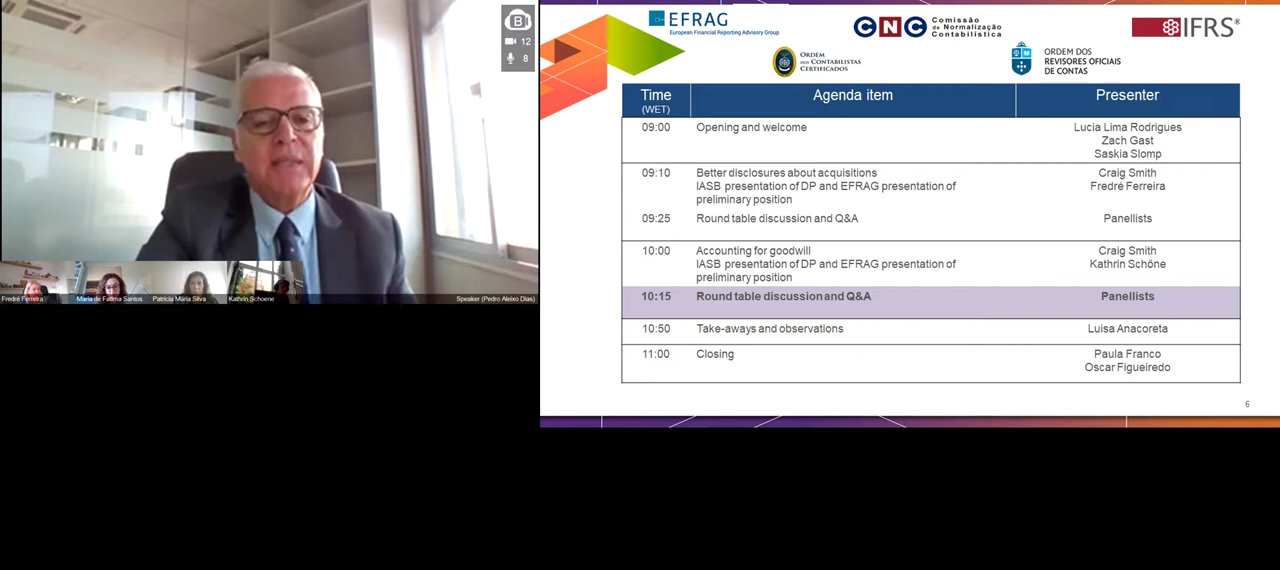 B
12
8
Fredré Ferreira
Maria de Fatima Santos
Patrícia Maria Silva
Kathrin Schoene
Speaker (Pedro Aleixo Dias)
EFRAG
European Financial Reporting Advisory Group
CNC Comissão
de Normalização
Contabilística
IFRS®
ORDEM
DOS CONTABILISTAS
CERTIFICADOS
ORDEM DOS
REVISORES OFICIAIS
DE CONTAS
Time (WET) Agenda item Presenter
09:00 Opening and welcome Lucia Lima Rodrigues
Zach Gast
Saskia Slomp
09:10 Better disclosures about acquisitions Craig Smith
IASB presentation of DP and EFRAG presentation of Fredré Ferreira
preliminary position
09:25 Round table discussion and Q&A Panellists
10:00 Accounting for goodwill Craig Smith
IASB presentation of DP and EFRAG presentation of Kathrin Schöne
preliminary position
10:15 Round table discussion and Q&A Panellists
10:50 Take-aways and observations Luisa Anacoreta
11:00 Closing Paula Franco
Oscar Figueiredo
6